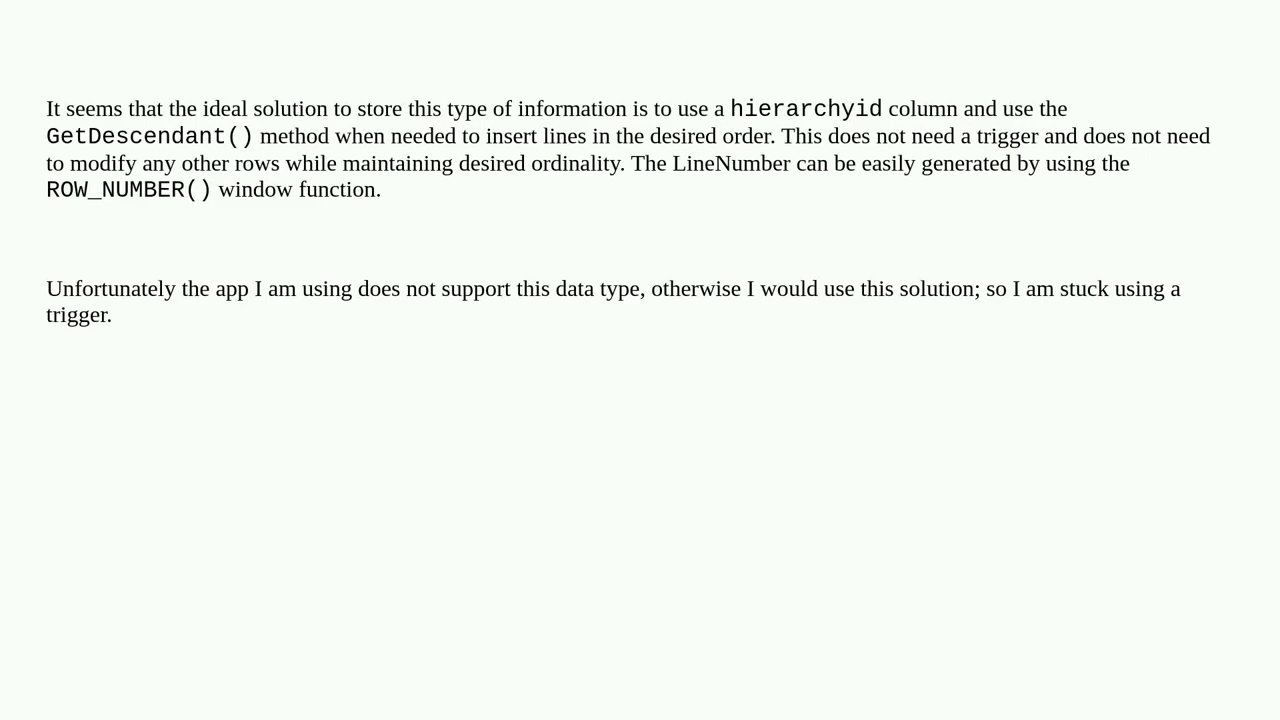 It seems that the ideal solution to store this type of information is to use a hierarchyid column and use the
GetDescendant() method when needed to insert lines in the desired order. This does not need a trigger and does not need
to modify any other rows while maintaining desired ordinality. The LineNumber can be easily generated by using the
ROW_NUMBER() window function.
Unfortunately the app I am using does not support this data type, otherwise I would use this solution; so I am stuck using a
trigger.